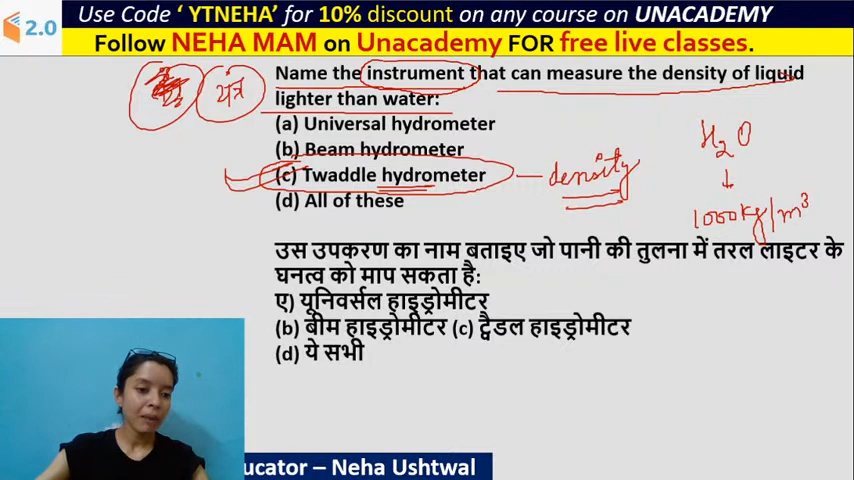 2.0
Use Code ‘ YTNEHA’ for 10% discount on any course on UNACADEMY
Follow NEHA MAM on Unacademy FOR free live classes.
यंत्र
Name the instrument that can measure the density of liquid
lighter than water:
(a) Universal hydrometer
(b) Beam hydrometer
(c) Twaddle hydrometer
(d) All of these
density
H2O
↓
1000kg/m3
उस उपकरण का नाम बताइए जो पानी की तुलना में तरल लाइटर के
घनत्व को माप सकता है:
ए) यूनिवर्सल हाइड्रोमीटर
(b) बीम हाइड्रोमीटर (c) ट्वैडल हाइड्रोमीटर
(d) ये सभी
ucator – Neha Ushtwal